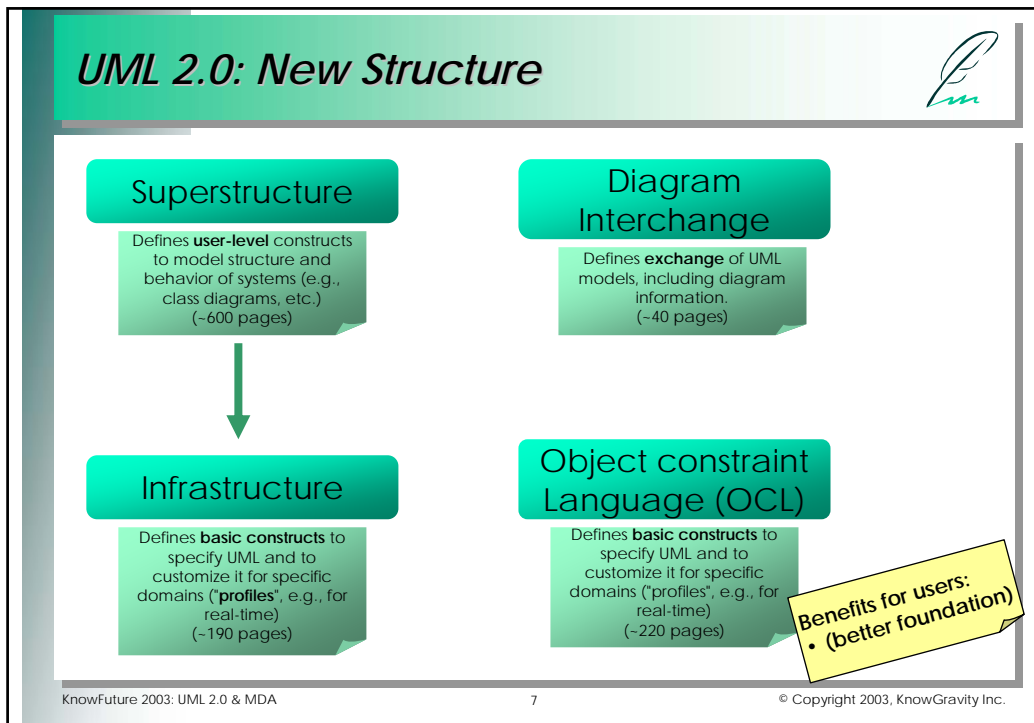 UML 2.0: New Structure
Superstructure
Defines user-level constructs
to model structure and
behavior of systems (e.g.,
class diagrams, etc.)
(~600 pages)
Diagram
Interchange
Defines exchange of UML
models, including diagram
information.
(~40 pages)
Infrastructure
Defines basic constructs to
specify UML and to
customize it for specific
domains ("profiles", e.g., for
real-time)
(~190 pages)
Object constraint
Language (OCL)
Defines basic constructs to
specify UML and to
customize it for specific
domains ("profiles", e.g., for
real-time)
(~220 pages)
Benefits for users:
• (better foundation)
KnowFuture 2003: UML 2.0 & MDA
7
© Copyright 2003, KnowGravity Inc.